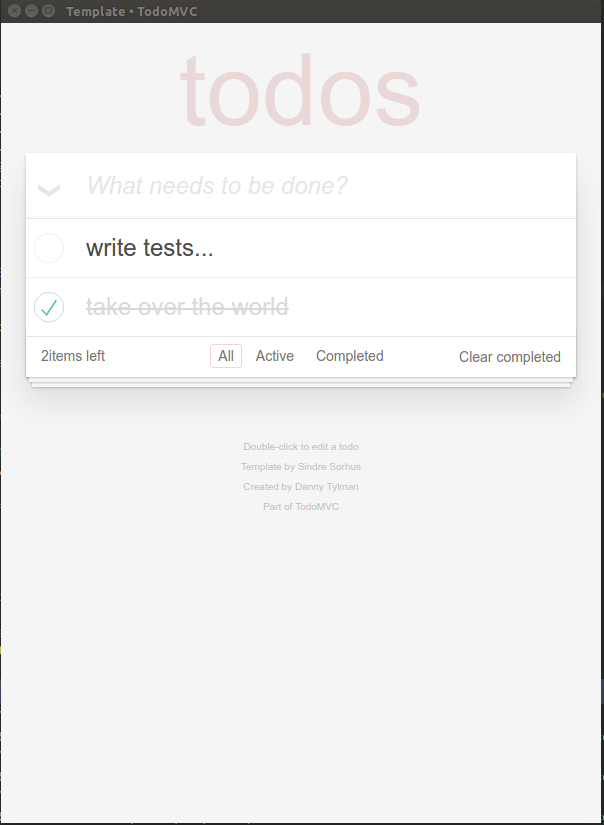 Template • TodoMVC
todos
What needs to be done?
write tests...
take over the world
2items left All Active Completed Clear completed
Double-click to edit a todo
Template by Sindre Sorhus
Created by Danny Tylman
Part of TodoMVC